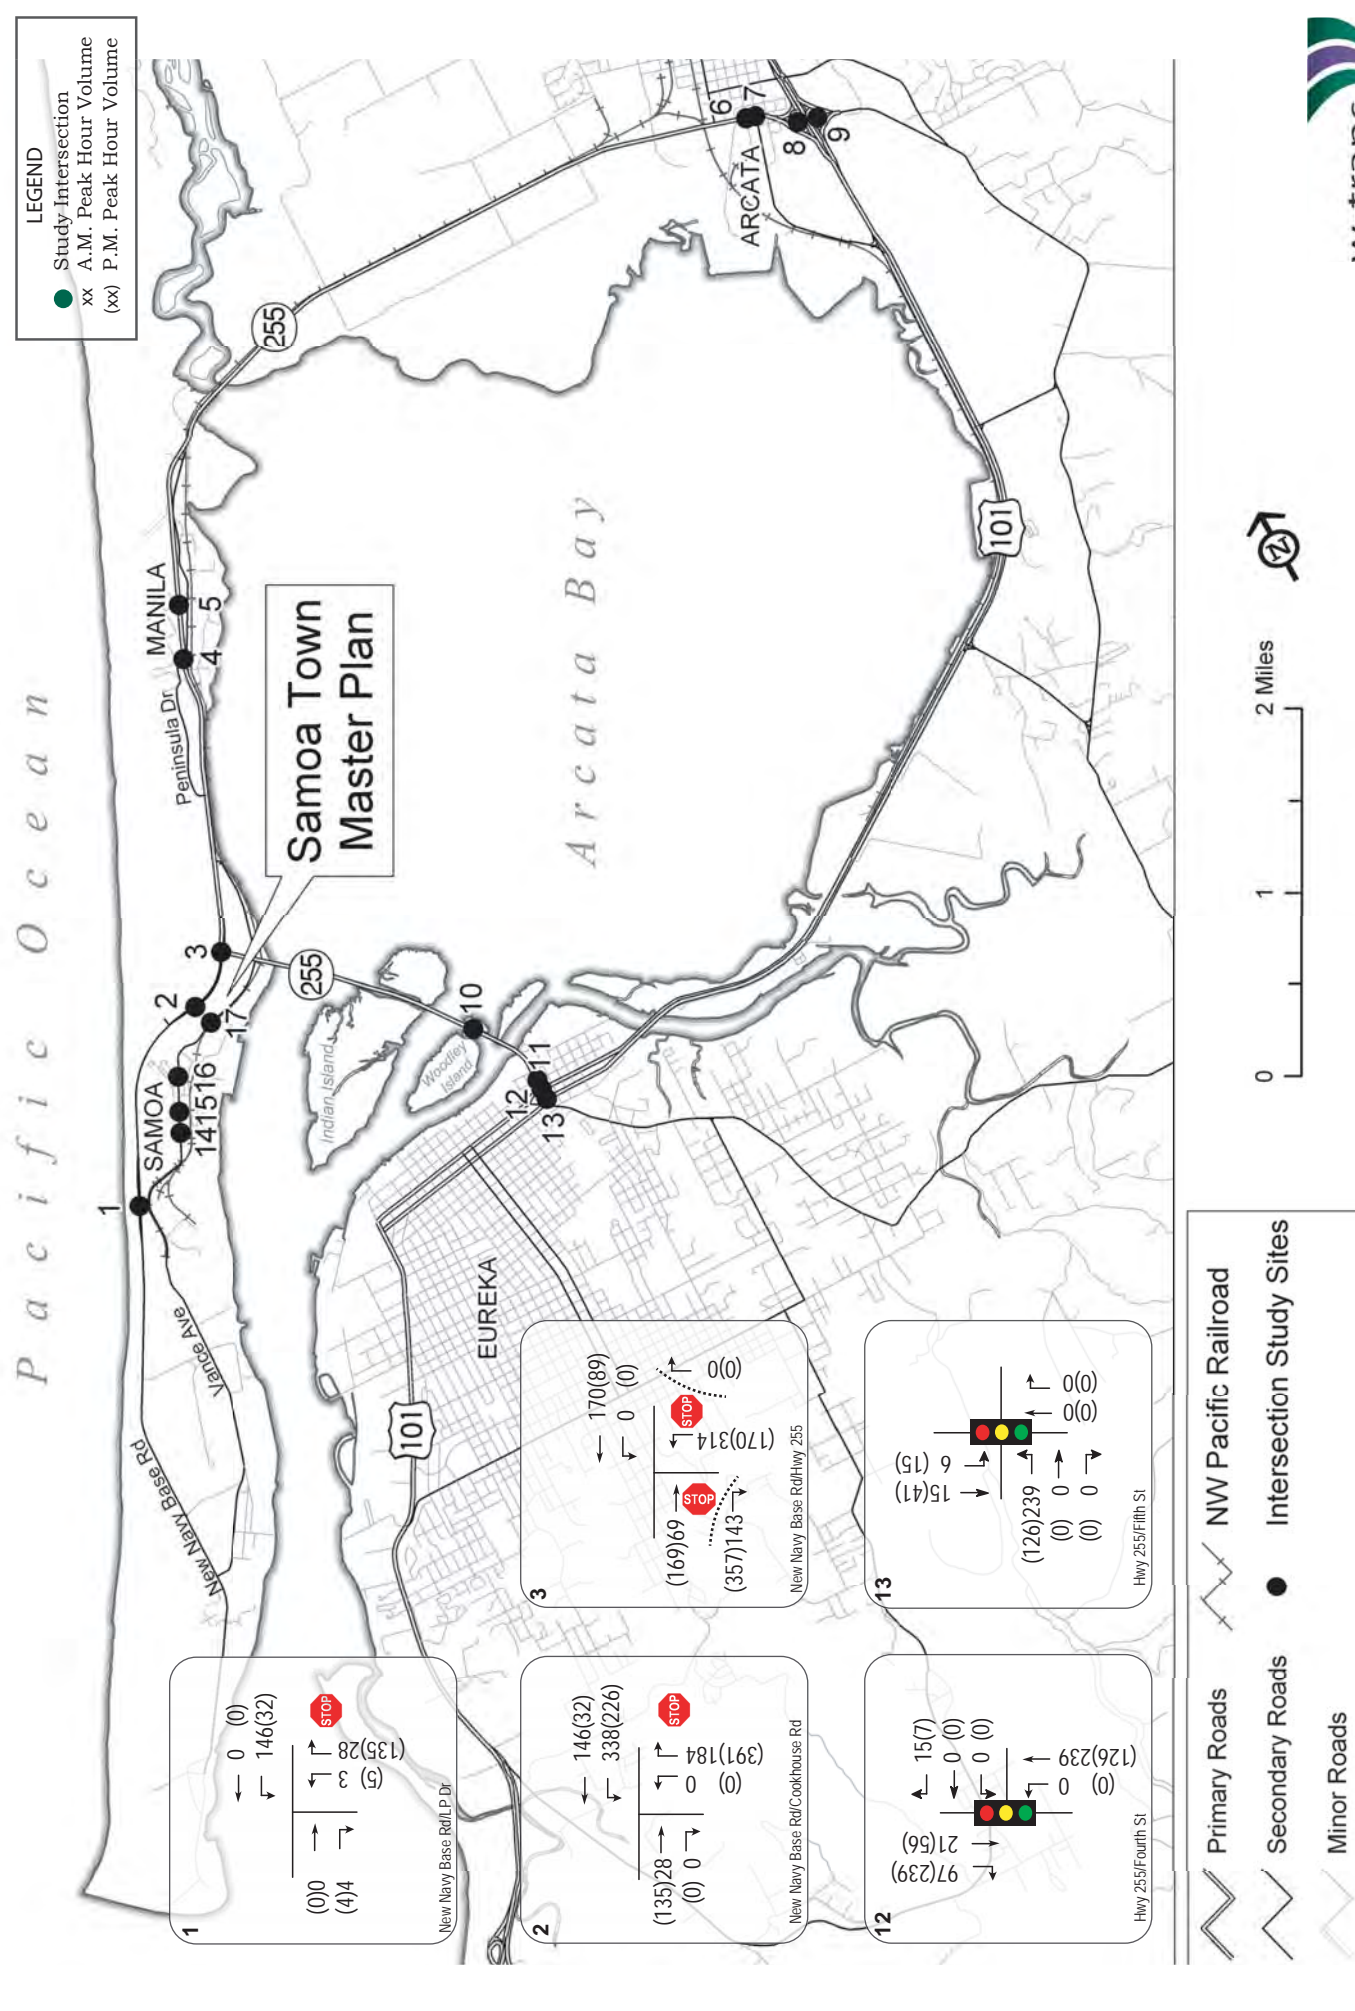 LEGEND
Study Intersection
xx A.M. Peak Hour Volume
(xx) P.M. Peak Hour Volume
Pacific Ocean
Arcata Bay
Samoa Town
Master Plan
MANILA
Peninsula Dr
SAMOA
ARCATA
EUREKA
Indian Island
Woodley
Island
Vance Ave
New Navy Base Rd
255
255
101
101
1
2
3
4
5
6
7
8
9
10
11
12
13
14
15
16
17
1
0 (0)
146(32)
(0)0
(4)4
(5) 3
(135)28
STOP
New Navy Base Rd/LP Dr
2
146(32)
338(226)
(135)28
(0) 0
(0) 0
(391)184
STOP
New Navy Base Rd/Cookhouse Rd
3
170(89)
0 (0)
(169)69
(357)143
(170)314
(0)0
STOP
STOP
New Navy Base Rd/Hwy 255
12
97(239)
21(56)
15(7)
0 (0)
0 (0)
(0) 0
(126)239
Hwy 255/Fourth St
13
15(41)
6 (15)
(126)239
(0) 0
(0) 0
(0)0
(0)0
Hwy 255/Fifth St
0 1 2 Miles
N
Primary Roads
Secondary Roads
Minor Roads
NW Pacific Railroad
Intersection Study Sites